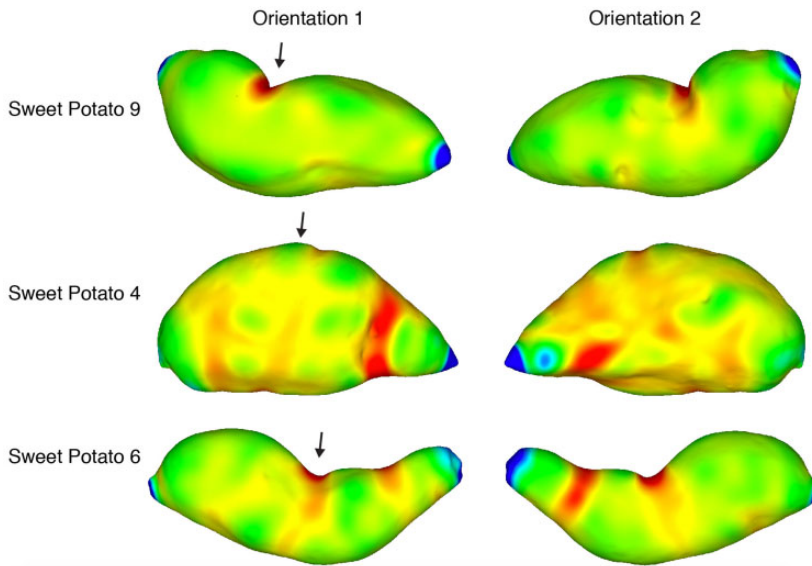 Orientation 1
Orientation 2
Sweet Potato 9
Sweet Potato 4
Sweet Potato 6